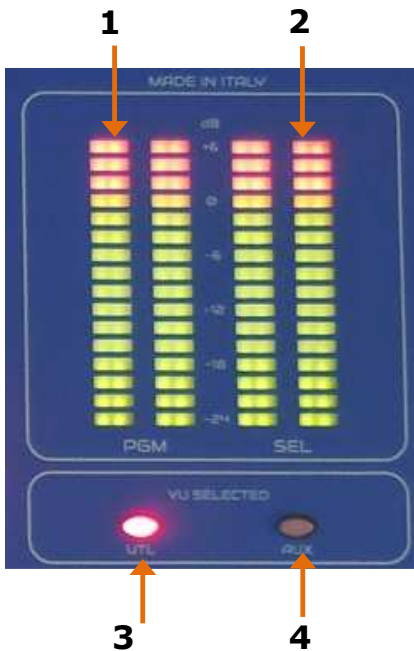 1 2
MADE IN ITALY
dB
+6
0
-6
-12
-18
-24
PGM SEL
VU SELECTED
UTL AUX
3 4